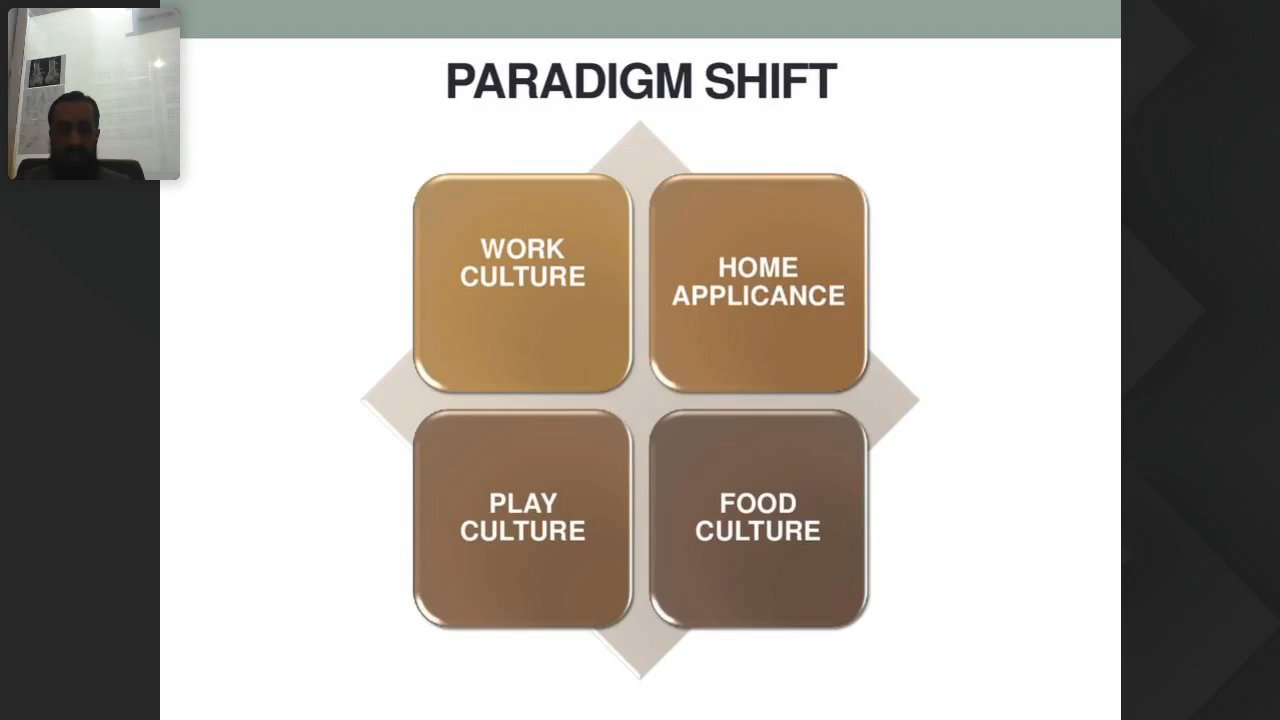 PARADIGM SHIFT
WORK
CULTURE
HOME
APPLICANCE
PLAY
CULTURE
FOOD
CULTURE